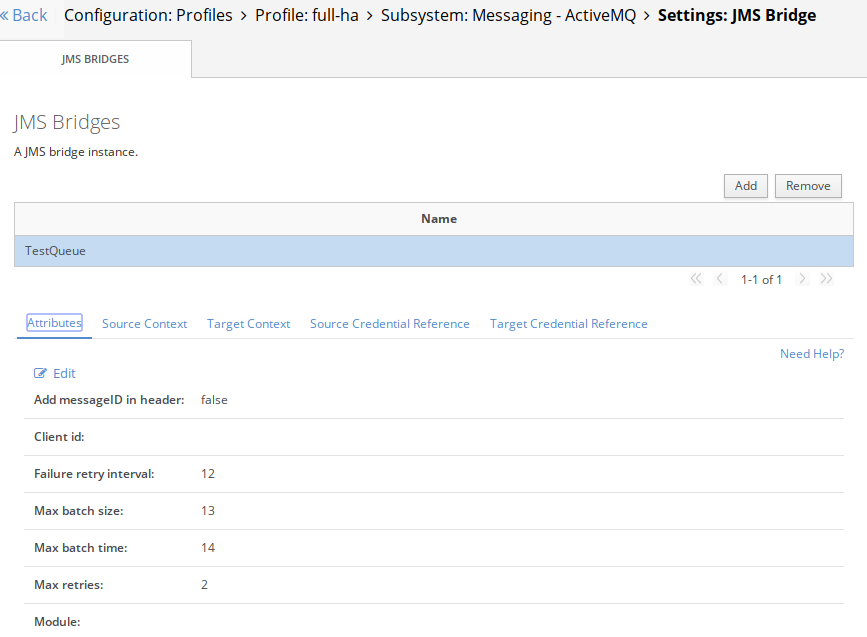 « Back Configuration: Profiles > Profile: full-ha > Subsystem: Messaging - ActiveMQ > Settings: JMS Bridge
JMS BRIDGES
JMS Bridges
A JMS bridge instance.
Add Remove
Name
TestQueue
1-1 of 1
Attributes Source Context Target Context Source Credential Reference Target Credential Reference
Need Help?
Edit
Add messageID in header: false
Client id:
Failure retry interval: 12
Max batch size: 13
Max batch time: 14
Max retries: 2
Module: